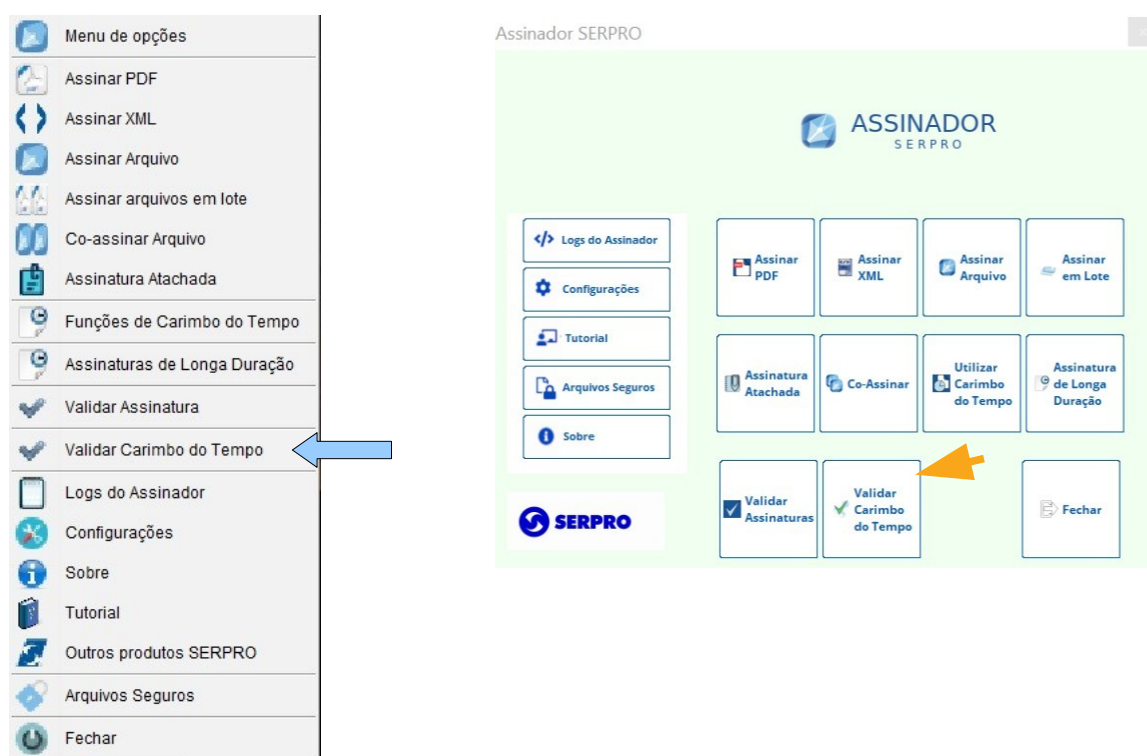 Menu de opções
Assinar PDF
Assinar XML
Assinar Arquivo
Assinar arquivos em lote
Co-assinar Arquivo
Assinatura Atachada
Funções de Carimbo do Tempo
Assinaturas de Longa Duração
Validar Assinatura
Validar Carimbo do Tempo
Logs do Assinador
Configurações
Sobre
Tutorial
Outros produtos SERPRO
Arquivos Seguros
Fechar
Assinador SERPRO
ASSINADOR
SERPRO
Logs do Assinador
Configurações
Tutorial
Arquivos Seguros
Sobre
SERPRO
Assinar
PDF
Assinar
XML
Assinar
Arquivo
Assinar
em Lote
Assinatura
Atachada
Co-Assinar
Utilizar
Carimbo
do Tempo
Assinatura
de Longa
Duração
Validar
Assinaturas
Validar
Carimbo
do Tempo
Fechar